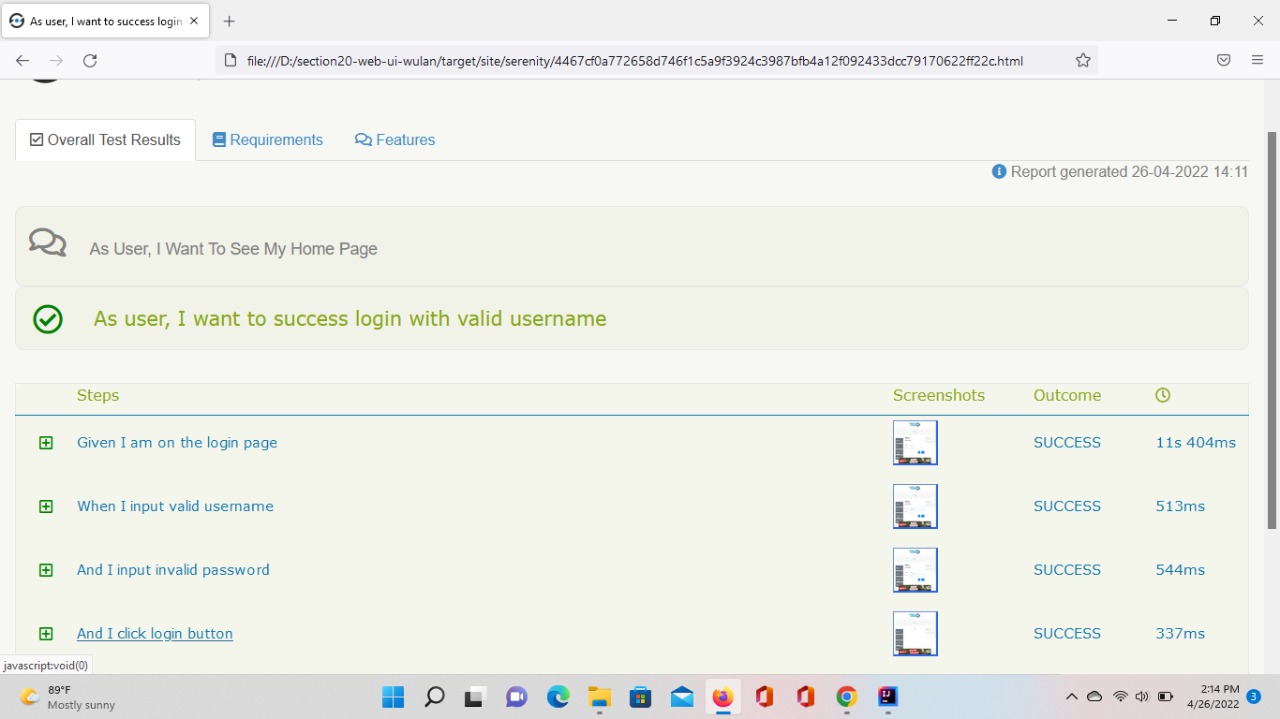 As user, I want to success login
file:///D:/section20-web-ui-wulan/target/site/serenity/4467cf0a772658d746f1c5a9f3924c3987bfb4a12f092433dcc79170622ff22c.html
Overall Test Results
Requirements
Features
Report generated 26-04-2022 14:11
As User, I Want To See My Home Page
As user, I want to success login with valid username
Steps Screenshots Outcome
Given I am on the login page SUCCESS 11s 404ms
When I input valid username SUCCESS 513ms
And I input invalid password SUCCESS 544ms
And I click login button SUCCESS 337ms
javascript:void(0)
89°F
Mostly sunny
2:14 PM
4/26/2022
3